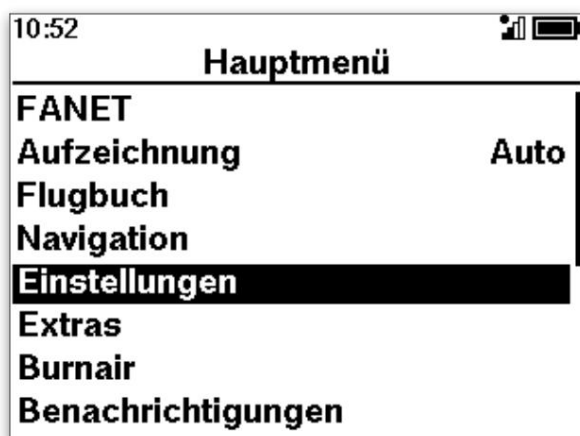 10:52
Hauptmenü
FANET
Aufzeichnung Auto
Flugbuch
Navigation
Einstellungen
Extras
Burnair
Benachrichtigungen